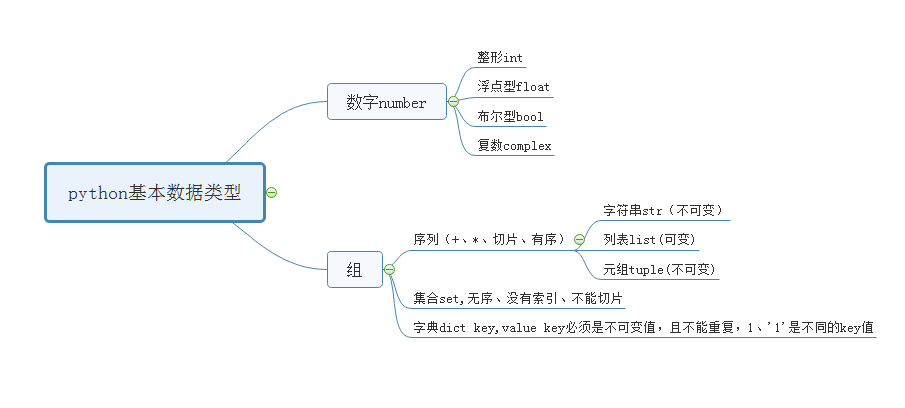 整形int
浮点型float
数字number
布尔型bool
复数complex
python基本数据类型
字符串str（不可变）
序列（+、*、切片、有序）
列表list(可变)
组
元组tuple(不可变)
集合set,无序、没有索引、不能切片
字典dict key,value key必须是不可变值，且不能重复，1、'1'是不同的key值